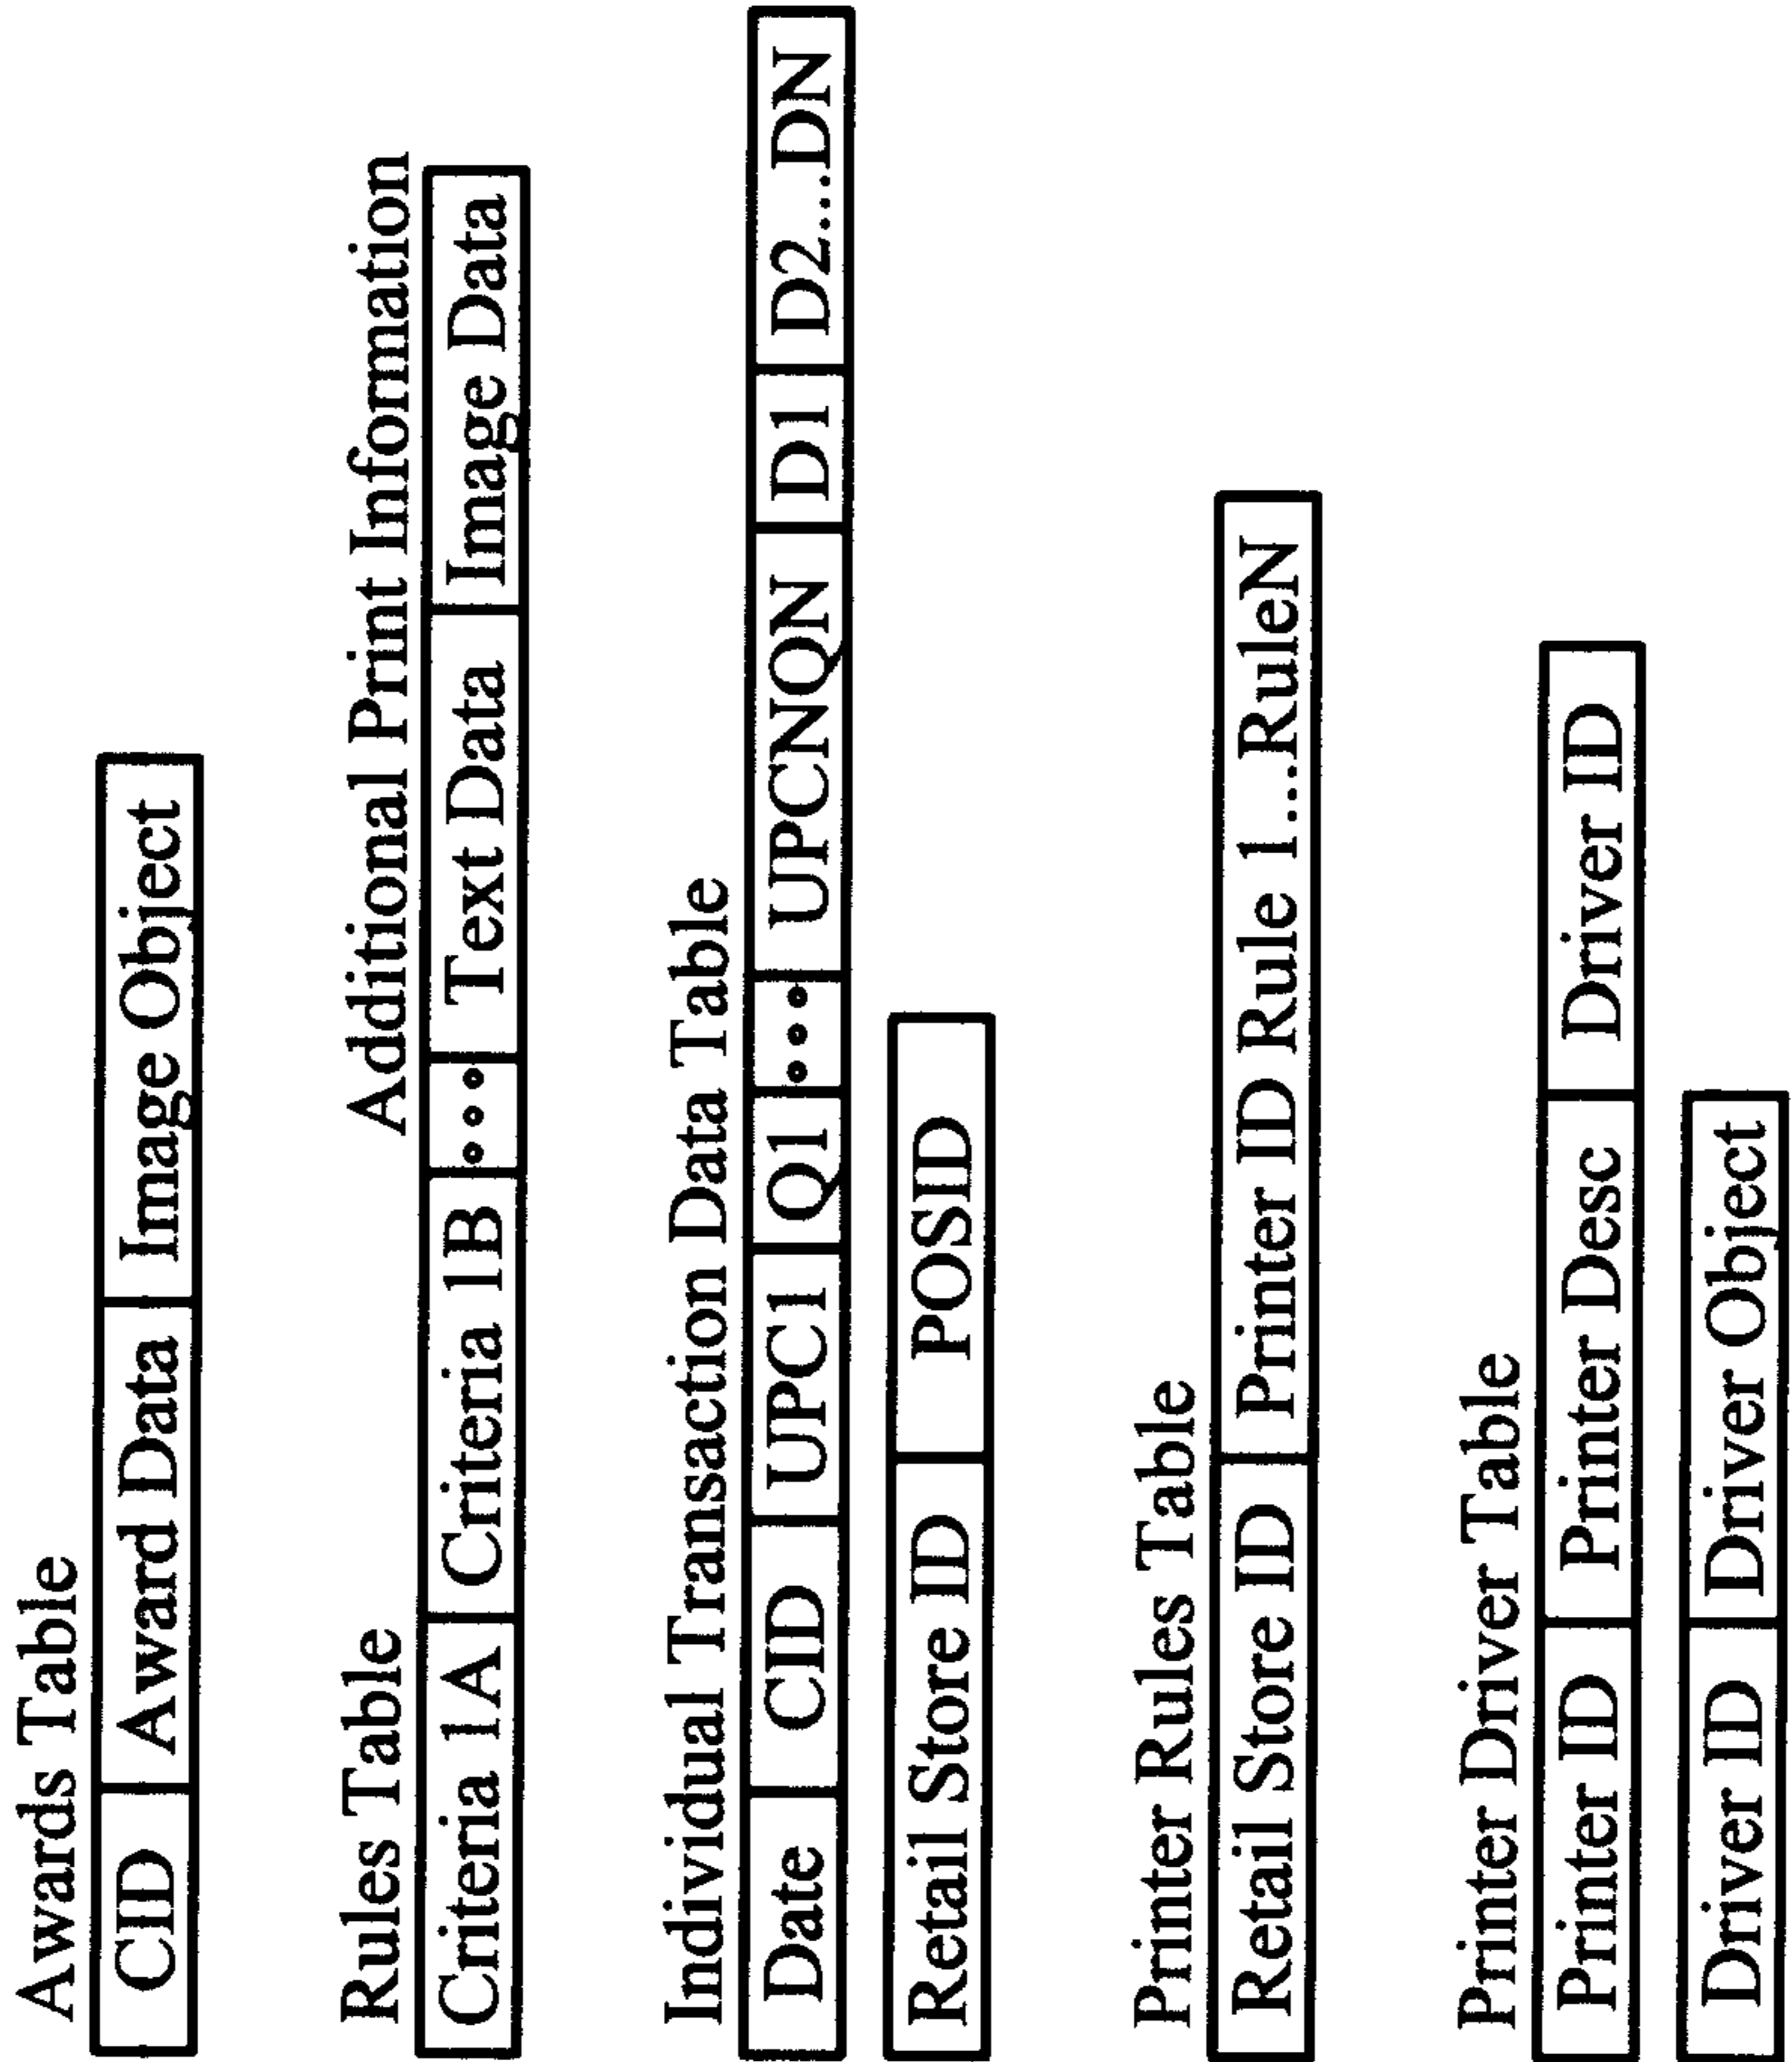 Awards Table
CID Award Data Image Object
Rules Table Additional Print Information
Criteria 1A Criteria 1B ••• Text Data Image Data
Individual Transaction Data Table
Date CID UPC1 Q1 ••• UPCNQN D1 D2...DN
Retail Store ID POSID
Printer Rules Table
Retail Store ID Printer ID Rule 1...RuleN
Printer Driver Table
Printer ID Printer Desc Driver ID
Driver ID Driver Object